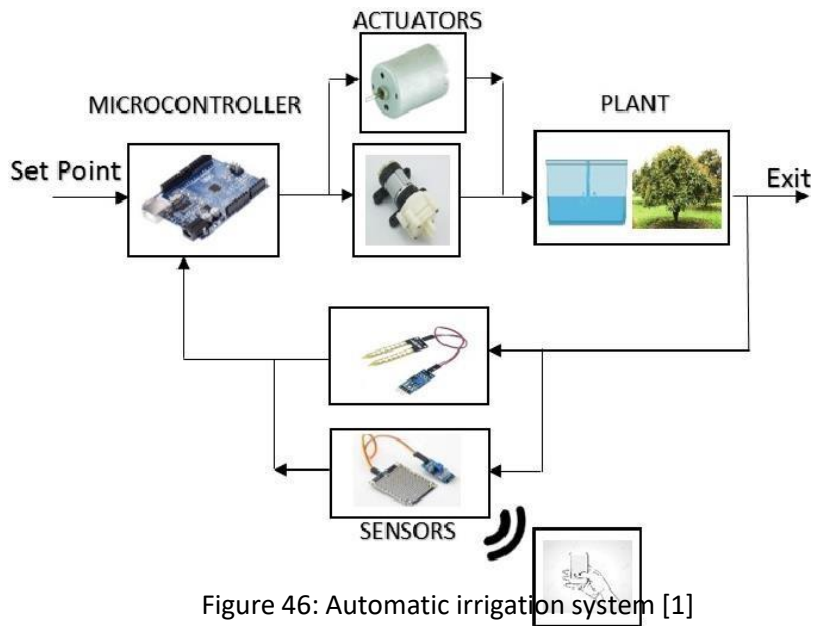 ACTUATORS
MICROCONTROLLER
PLANT
Set Point
Exit
SENSORS
Figure 46: Automatic irrigation system [1]